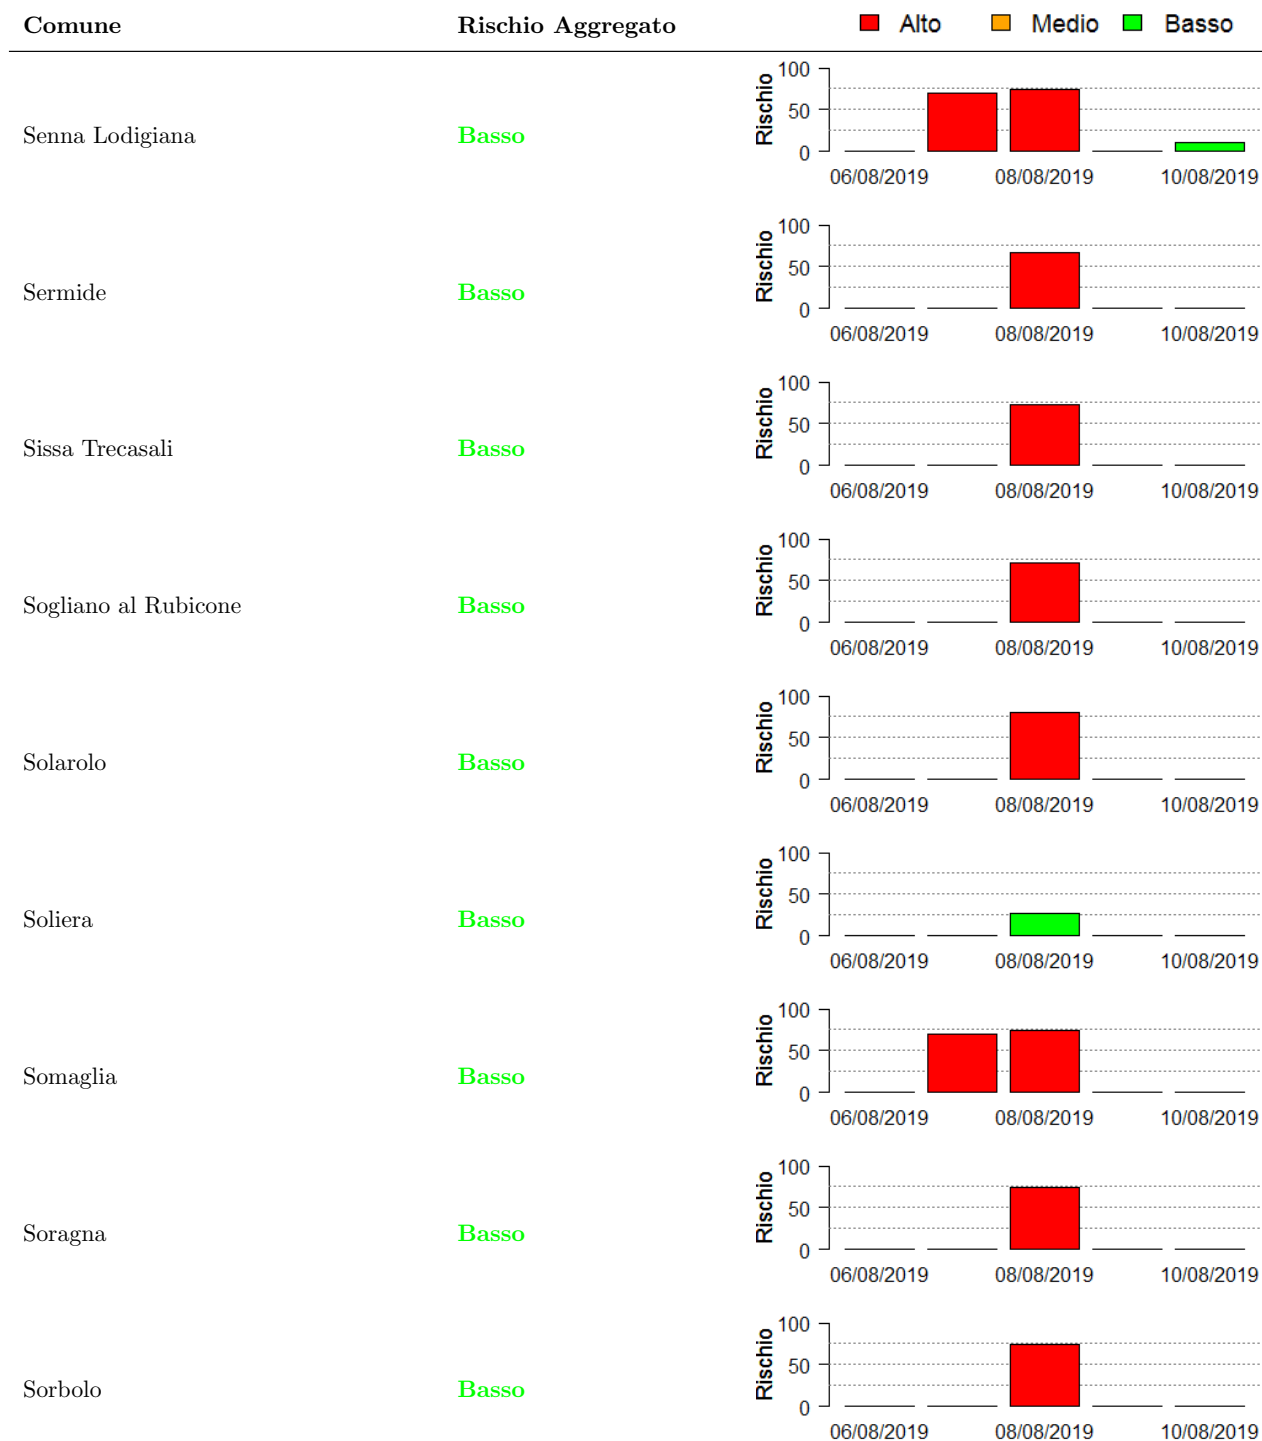 Comune Rischio Aggregato Alto Medio Basso
Senna Lodigiana Basso
Rischio
100
50
0
06/08/2019 08/08/2019 10/08/2019
Sermide Basso
Rischio
100
50
0
06/08/2019 08/08/2019 10/08/2019
Sissa Trecasali Basso
Rischio
100
50
0
06/08/2019 08/08/2019 10/08/2019
Sogliano al Rubicone Basso
Rischio
100
50
0
06/08/2019 08/08/2019 10/08/2019
Solarolo Basso
Rischio
100
50
0
06/08/2019 08/08/2019 10/08/2019
Soliera Basso
Rischio
100
50
0
06/08/2019 08/08/2019 10/08/2019
Somaglia Basso
Rischio
100
50
0
06/08/2019 08/08/2019 10/08/2019
Soragna Basso
Rischio
100
50
0
06/08/2019 08/08/2019 10/08/2019
Sorbolo Basso
Rischio
100
50
0
06/08/2019 08/08/2019 10/08/2019